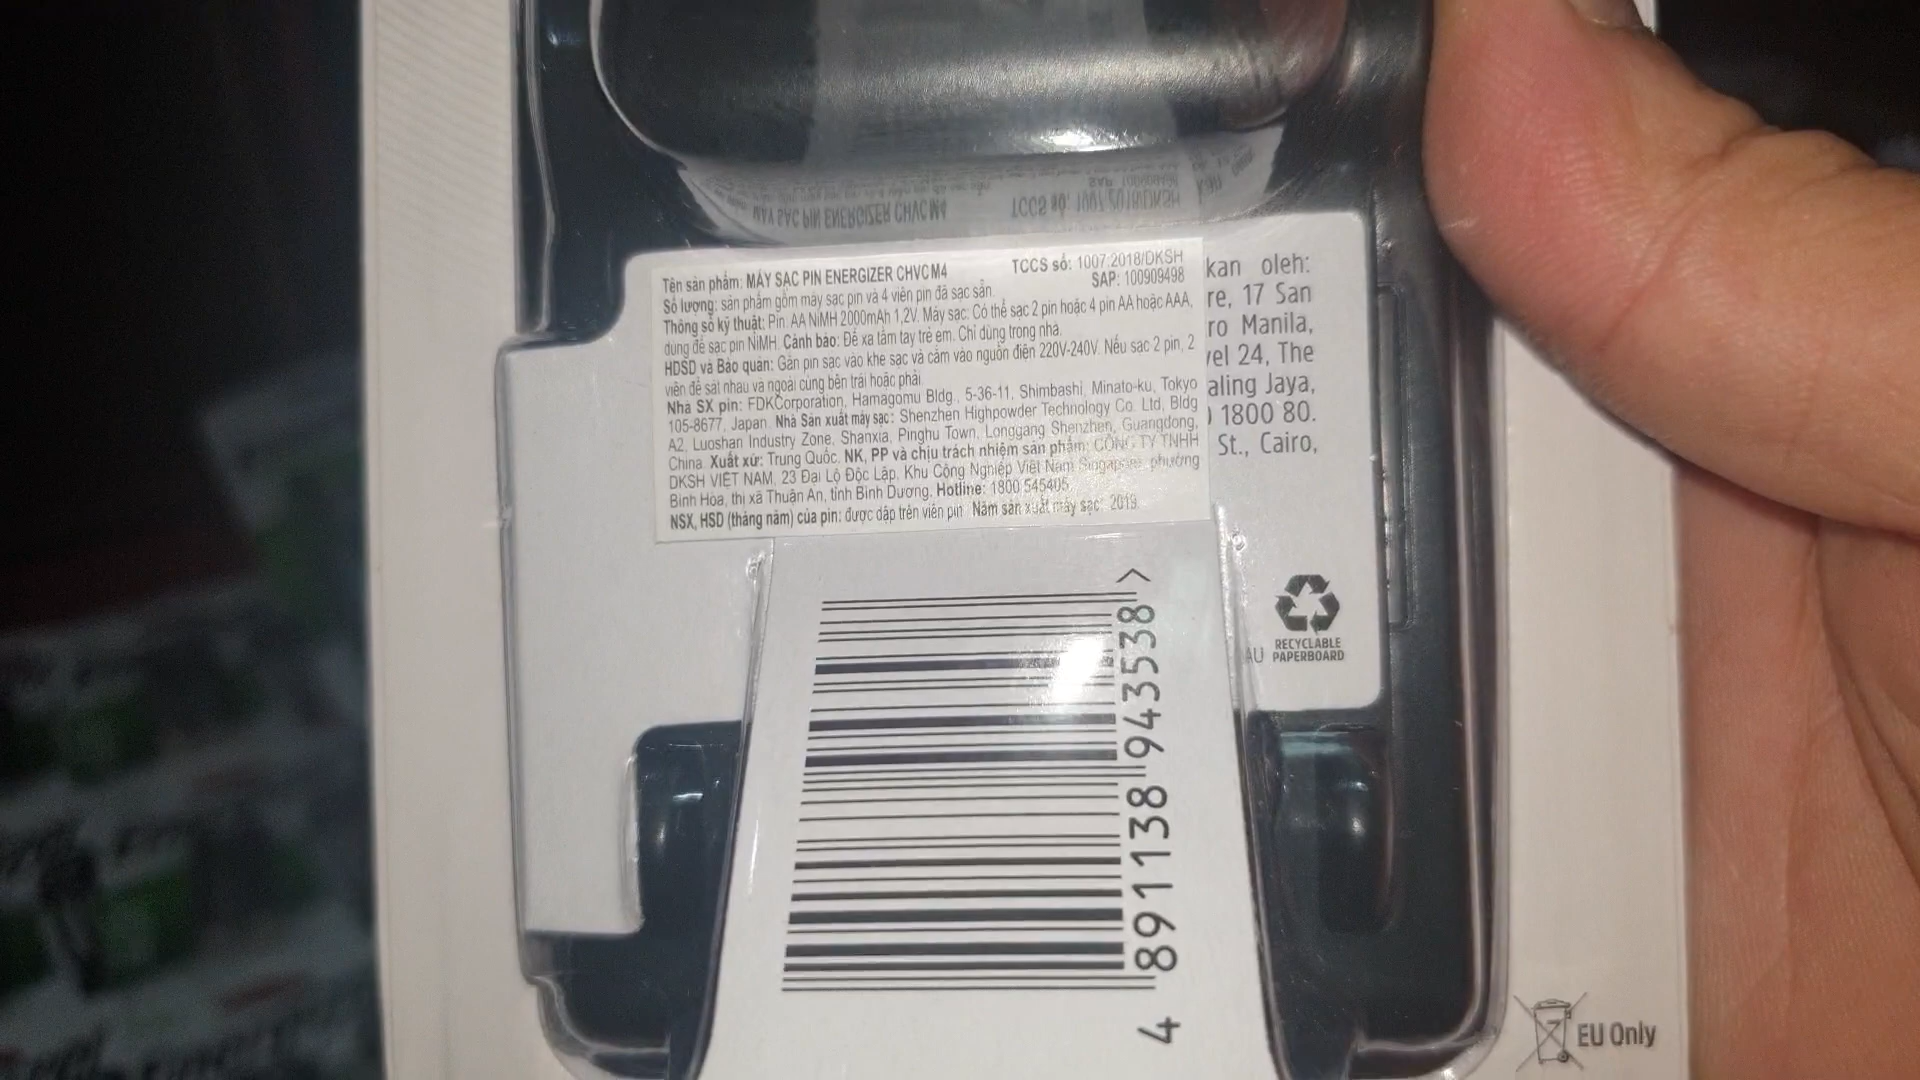 Tên sản phẩm: MÁY SẠC PIN ENERGIZER CHVCM4 TCCS số: 1007:2018/DKSH
SAP: 100909498
Số lượng: sản phẩm gồm máy sạc pin và 4 viên pin đã sạc sẵn.
Thông số kỹ thuật: Pin: AA NiMH 2000mAh 1,2V. Máy sạc: Có thể sạc 2 pin hoặc 4 pin AA hoặc AAA,
dùng để sạc pin NiMH. Cảnh báo: Để xa tầm tay trẻ em. Chỉ dùng trong nhà.
HDSD và Bảo quản: Gắn pin sạc vào khe sạc và cắm vào nguồn điện 220V-240V. Nếu sạc 2 pin, 2
viên để sát nhau và ngoài cùng bên trái hoặc phải.
Nhà SX pin: FDKCorporation, Hamagomu Bldg., 5-36-11, Shimbashi, Minato-ku, Tokyo
105-8677, Japan. Nhà Sản xuất máy sạc: Shenzhen Highpowder Technology Co. Ltd, Bldg
A2, Luoshan Industry Zone, Shanxia, Pinghu Town, Longgang Shenzhen, Guangdong,
China. Xuất xứ: Trung Quốc. NK, PP và chịu trách nhiệm sản phẩm: CÔNG TY TNHH
DKSH VIỆT NAM, 23 Đại Lộ Độc Lập, Khu Công Nghiệp Việt Nam Singapore, phường
Bình Hòa, thị xã Thuận An, tỉnh Bình Dương. Hotline: 1800 545405
NSX, HSD (tháng năm) của pin: được dập trên viên pin. Năm sản xuất máy sạc: 2019.
kan oleh:
re, 17 San
ro Manila,
vel 24, The
aling Jaya,
) 1800 80.
St., Cairo,
AU
RECYCLABLE
PAPERBOARD
4 891138 943538 >
EU Only